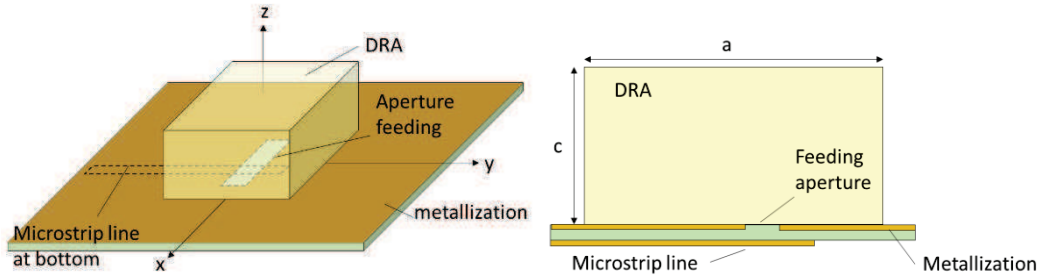 z
DRA
Aperture
feeding
y
metallization
Microstrip line
at bottom
x
a
DRA
c
Feeding
aperture
Microstrip line
Metallization